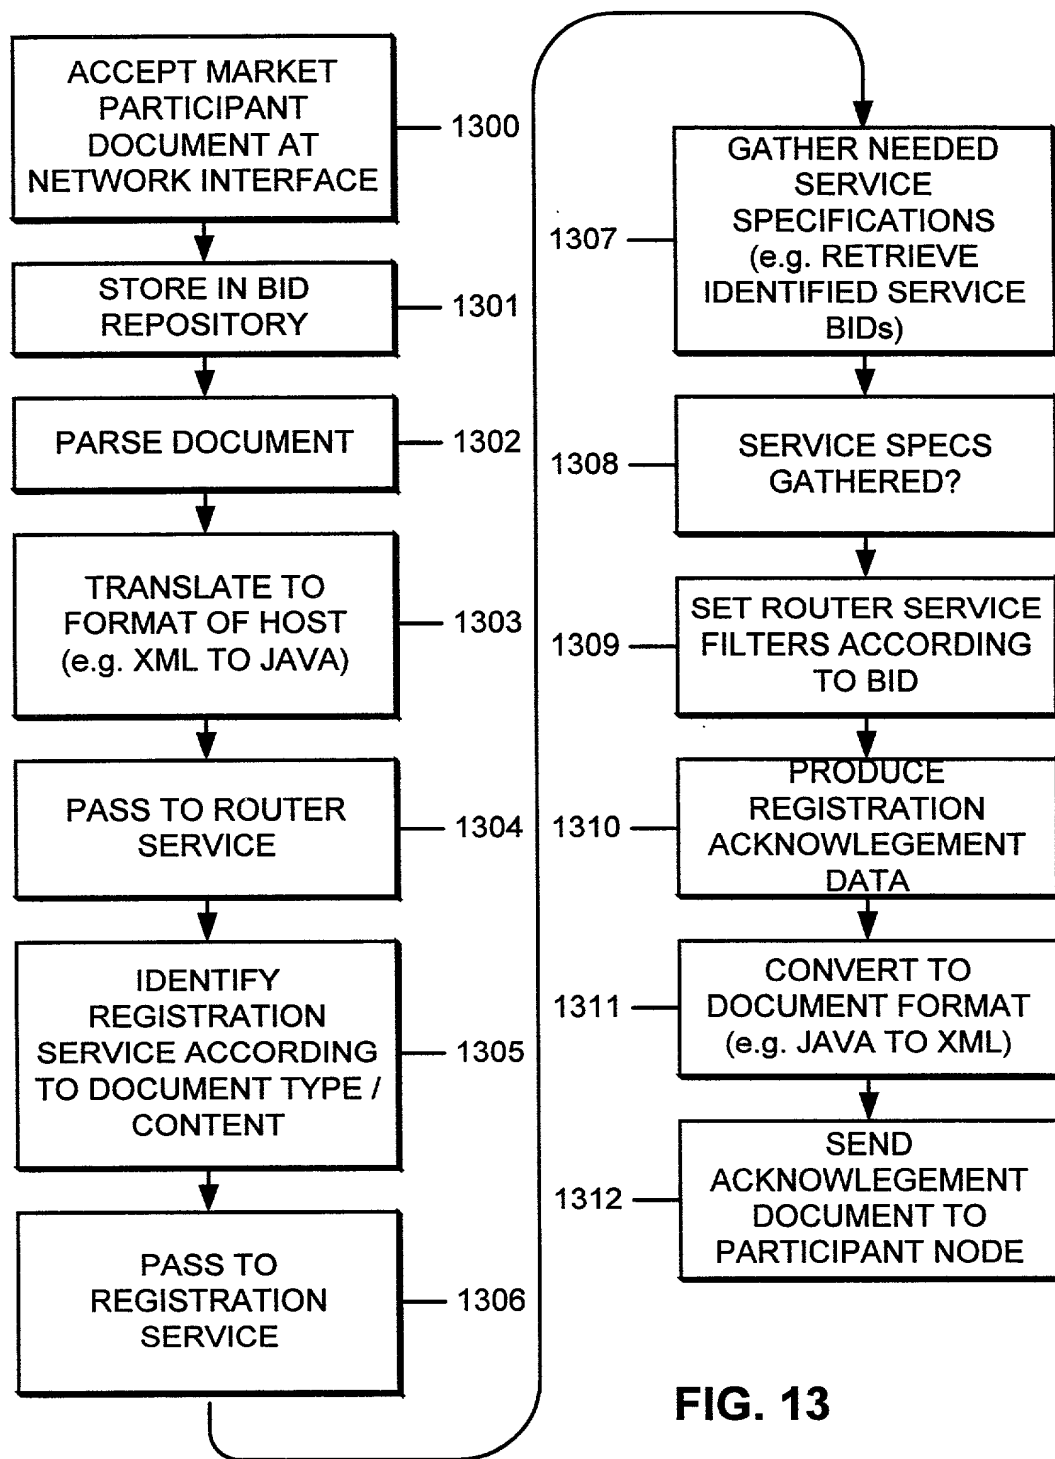 ACCEPT MARKET
PARTICIPANT
DOCUMENT AT
NETWORK INTERFACE
1300
STORE IN BID
REPOSITORY
1301
PARSE DOCUMENT
1302
TRANSLATE TO
FORMAT OF HOST
(e.g. XML TO JAVA)
1303
PASS TO ROUTER
SERVICE
1304
IDENTIFY
REGISTRATION
SERVICE ACCORDING
TO DOCUMENT TYPE /
CONTENT
1305
PASS TO
REGISTRATION
SERVICE
1306
GATHER NEEDED
SERVICE
SPECIFICATIONS
(e.g. RETRIEVE
IDENTIFIED SERVICE
BIDs)
1307
SERVICE SPECS
GATHERED?
1308
SET ROUTER SERVICE
FILTERS ACCORDING
TO BID
1309
PRODUCE
REGISTRATION
ACKNOWLEGEMENT
DATA
1310
CONVERT TO
DOCUMENT FORMAT
(e.g. JAVA TO XML)
1311
SEND
ACKNOWLEGEMENT
DOCUMENT TO
PARTICIPANT NODE
1312
FIG. 13